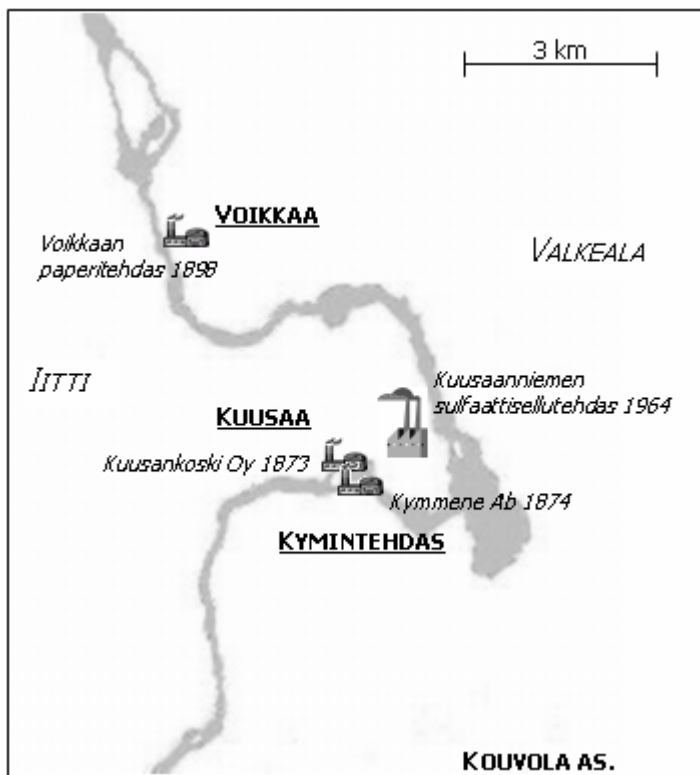 3 km
VOIKKAA
Voikkaan
paperitehdas 1898
VALKEALA
IITTI
Kuusaanniemen
sulfaattisellutehdas 1964
KUUSAA
Kuusankoski Oy 1873
Kymmene Ab 1874
KYMINTEHDAS
KOUVOLA AS.